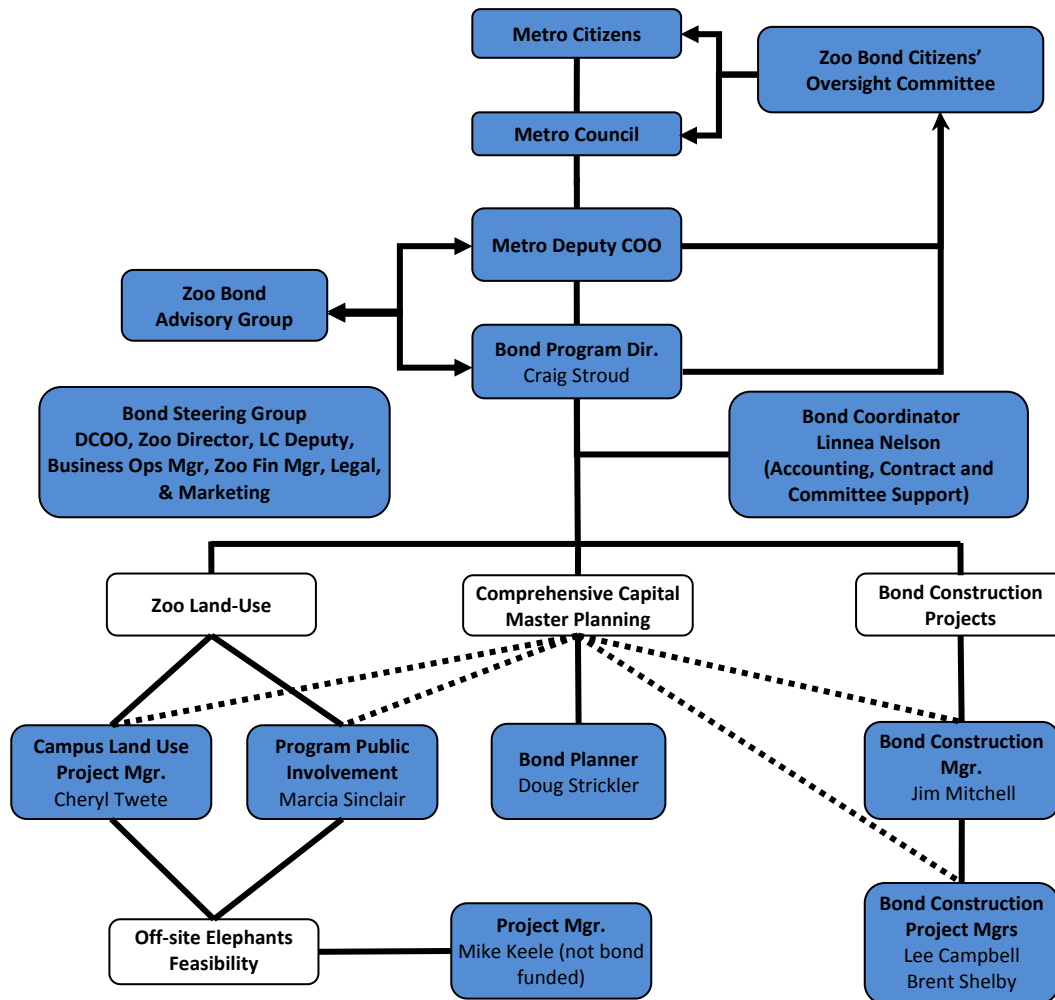 Metro Citizens
Zoo Bond Citizens'
Oversight Committee
Metro Council
Metro Deputy COO
Zoo Bond
Advisory Group
Bond Program Dir.
Craig Stroud
Bond Steering Group
DCOO, Zoo Director, LC Deputy,
Business Ops Mgr, Zoo Fin Mgr, Legal,
& Marketing
Bond Coordinator
Linnea Nelson
(Accounting, Contract and
Committee Support)
Zoo Land-Use
Comprehensive Capital
Master Planning
Bond Construction
Projects
Campus Land Use
Project Mgr.
Cheryl Twete
Program Public
Involvement
Marcia Sinclair
Bond Planner
Doug Strickler
Bond Construction
Mgr.
Jim Mitchell
Off-site Elephants
Feasibility
Project Mgr.
Mike Keele (not bond
funded)
Bond Construction
Project Mgrs
Lee Campbell
Brent Shelby